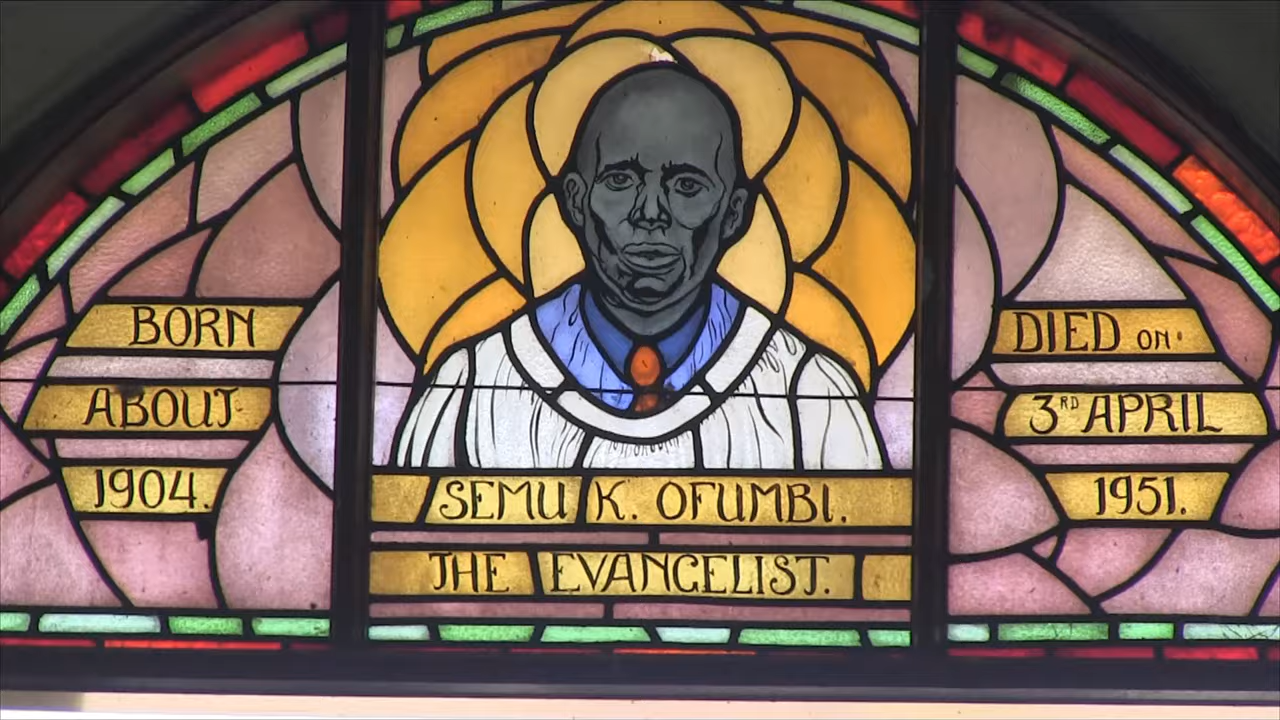 BORN
ABOUT
1904.
SEMU K. OFUMBI.
THE EVANGELIST.
DIED ON·
3RD APRIL
1951.